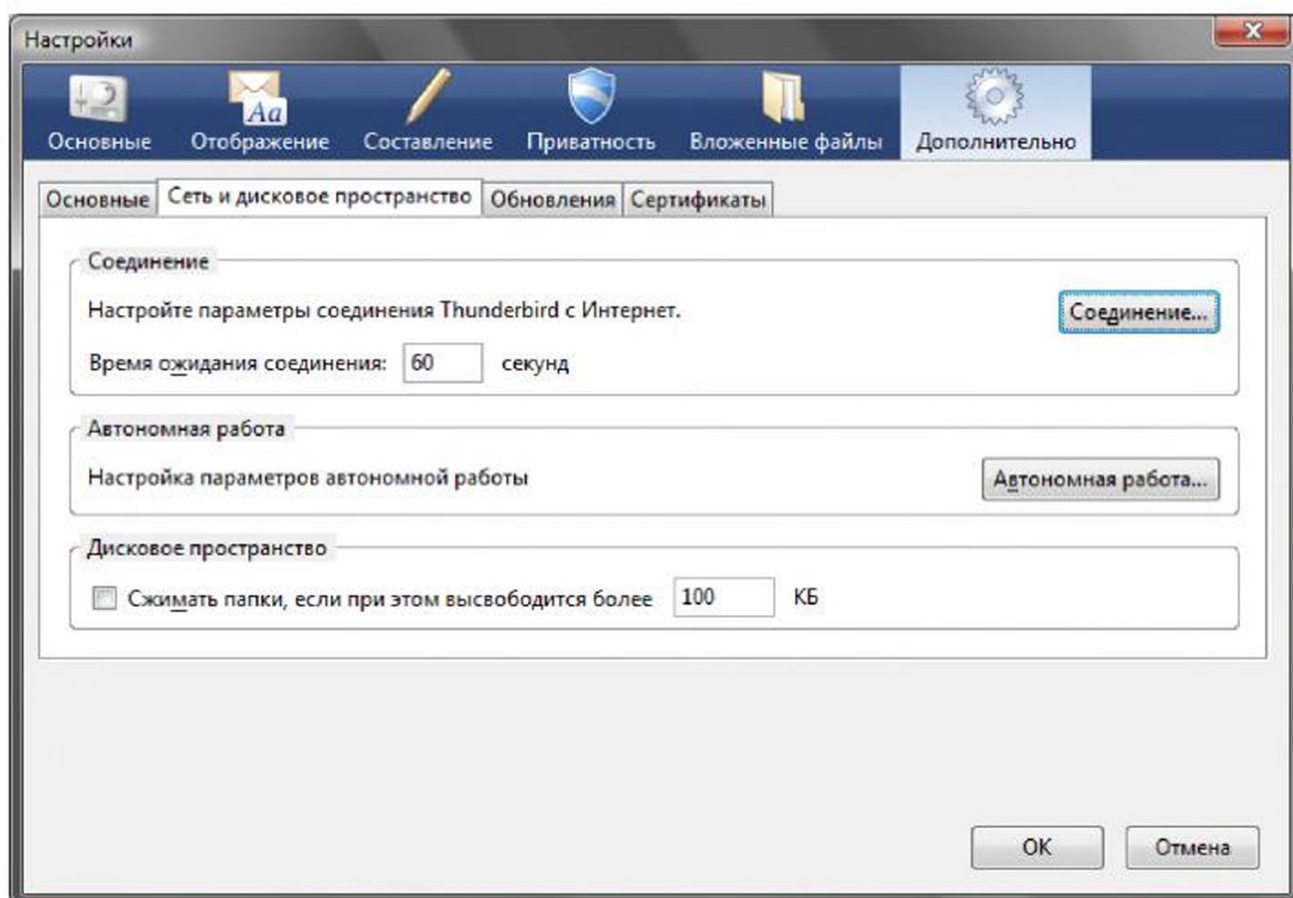 Настройки
Aa
Основные Отображение Составление Приватность Вложенные файлы Дополнительно
Основные Сеть и дисковое пространство Обновления Сертификаты
Соединение
Настройте параметры соединения Thunderbird с Интернет. Соединение...
Время ожидания соединения: 60 секунд
Автономная работа
Настройка параметров автономной работы Автономная работа...
Дисковое пространство
Сжимать папки, если при этом высвободится более 100 КБ
ОК Отмена